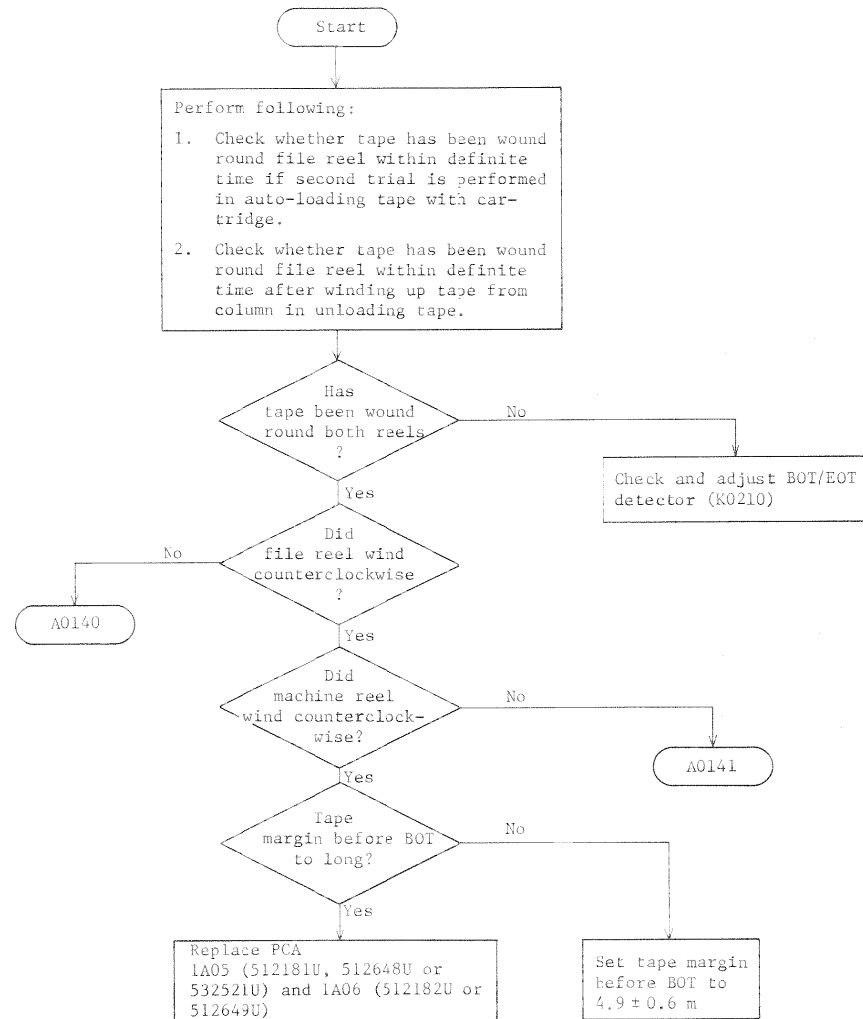 Start
Perform following:
1. Check whether tape has been wound
round file reel within definite
time if second trial is performed
in auto-loading tape with car-
tridge.
2. Check whether tape has been wound
round file reel within definite
time after winding up tape from
column in unloading tape.
Has
tape been wound
round both reels
?
No
Check and adjust BOT/EOT
detector (K0210)
Yes
Did
file reel wind
counterclockwise
?
No
A0140
Yes
Did
machine reel
wind counterclock-
wise?
No
A0141
Yes
Tape
margin before BOT
to long?
No
Yes
Replace PCA
1A05 (512181U, 512648U or
532521U) and 1A06 (512182U or
512649U)
Set tape margin
before BOT to
4.9 ± 0.6 m